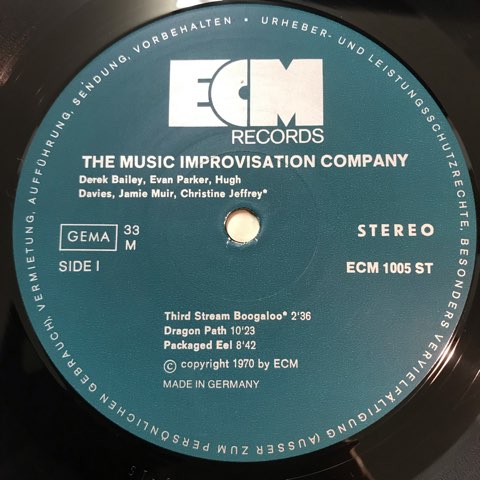 ECM
RECORDS
THE MUSIC IMPROVISATION COMPANY
Derek Bailey, Evan Parker, Hugh
Davies, Jamie Muir, Christine Jeffrey*
GEMA
33
M
STEREO
SIDE I
ECM 1005 ST
Third Stream Boogaloo* 2'36
Dragon Path 10'23
Packaged Eel 8'42
© copyright 1970 by ECM
MADE IN GERMANY
URHEBER- UND LEISTUNGSSCHUTZRECHTE, BESONDERS VERVIELFÄLTIGUNG (AUSSER ZUM PERSÖNLICHEN GEBRAUCH), VERMIETUNG, AUFFÜHRUNG, SENDUNG, VORBEHALTEN •